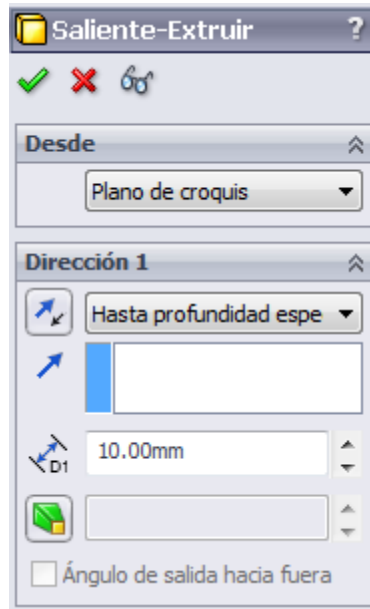 Saliente-Extruir ?
Desde
Plano de croquis
Dirección 1
Hasta profundidad espe
D1 10.00mm
Ángulo de salida hacia fuera